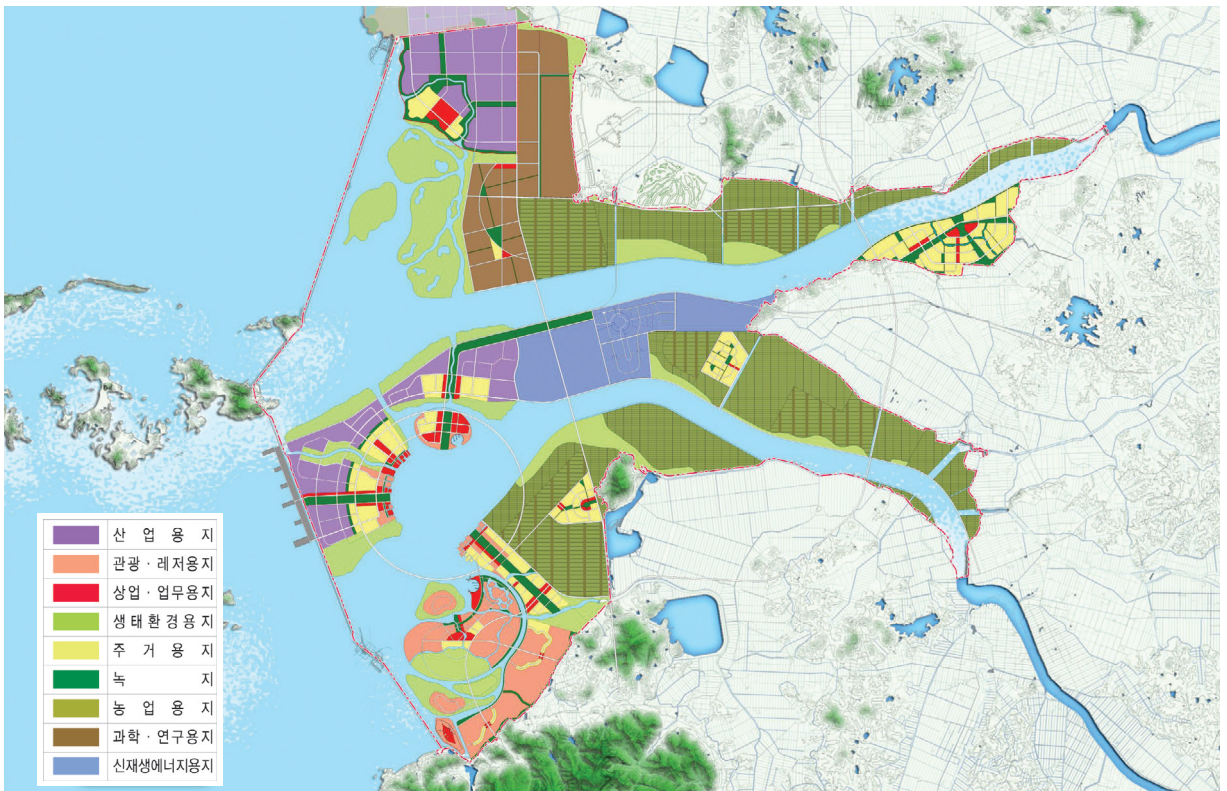 산 업 용 지
관광·레저용지
상업·업무용지
생태환경용지
주 거 용 지
녹 지
농 업 용 지
과학·연구용지
신재생에너지용지